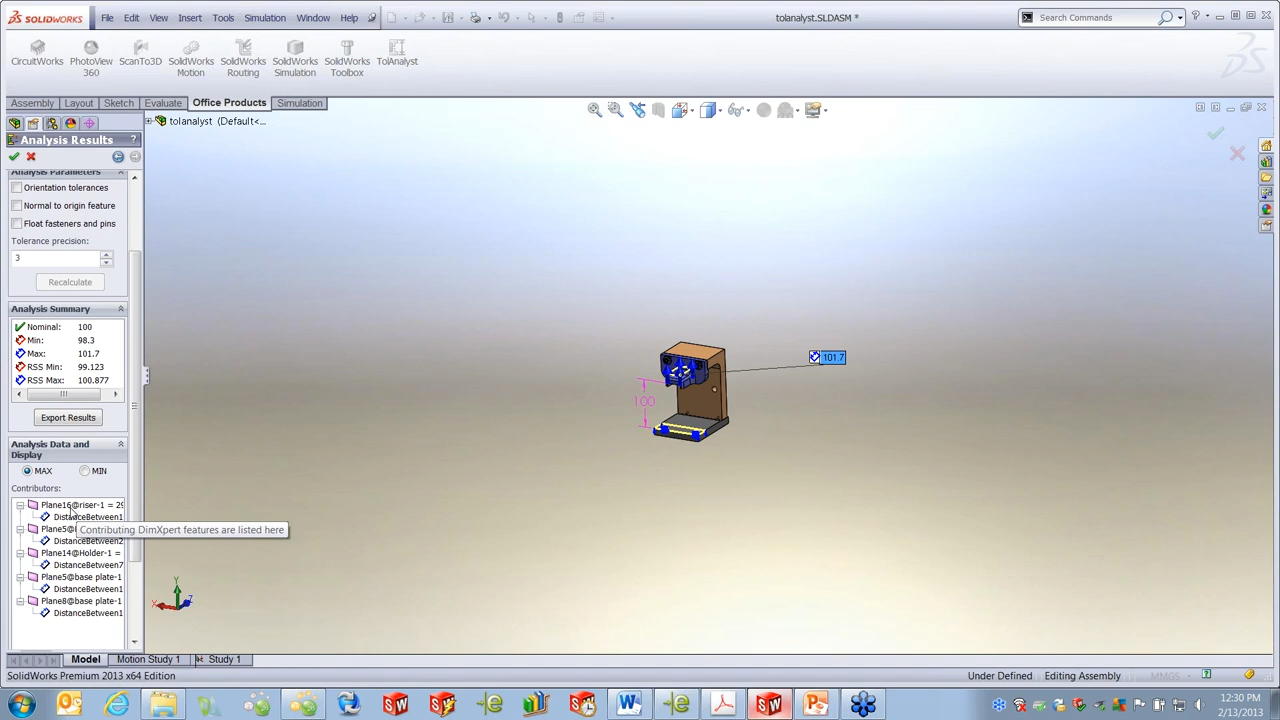 SOLIDWORKS File Edit View Insert Tools Simulation Window Help tolanalyst.SLDASM * Search Commands
CircuitWorks PhotoView 360 ScanTo3D SolidWorks Motion SolidWorks Routing SolidWorks Simulation SolidWorks Toolbox TolAnalyst
Assembly Layout Sketch Evaluate Office Products Simulation
tolanalyst (Default<...
Analysis Results ?
Analysis Parameters
Orientation tolerances
Normal to origin feature
Float fasteners and pins
Tolerance precision:
3
Recalculate
Analysis Summary
Nominal: 100
Min: 98.3
Max: 101.7
RSS Min: 99.123
RSS Max: 100.877
Export Results
Analysis Data and
Display
MAX MIN
Contributors:
Plane16@riser-1 = 29
DistanceBetween1
Plane5@
Contributing DimXpert features are listed here
DistanceBetween2
Plane14@Holder-1 =
DistanceBetween7
Plane5@base plate-1
DistanceBetween1
Plane8@base plate-1
DistanceBetween1
101.7
100
Y
X
Z
Model Motion Study 1 Study 1
SolidWorks Premium 2013 x64 Edition Under Defined Editing Assembly MMGS
12:30 PM
2/13/2013